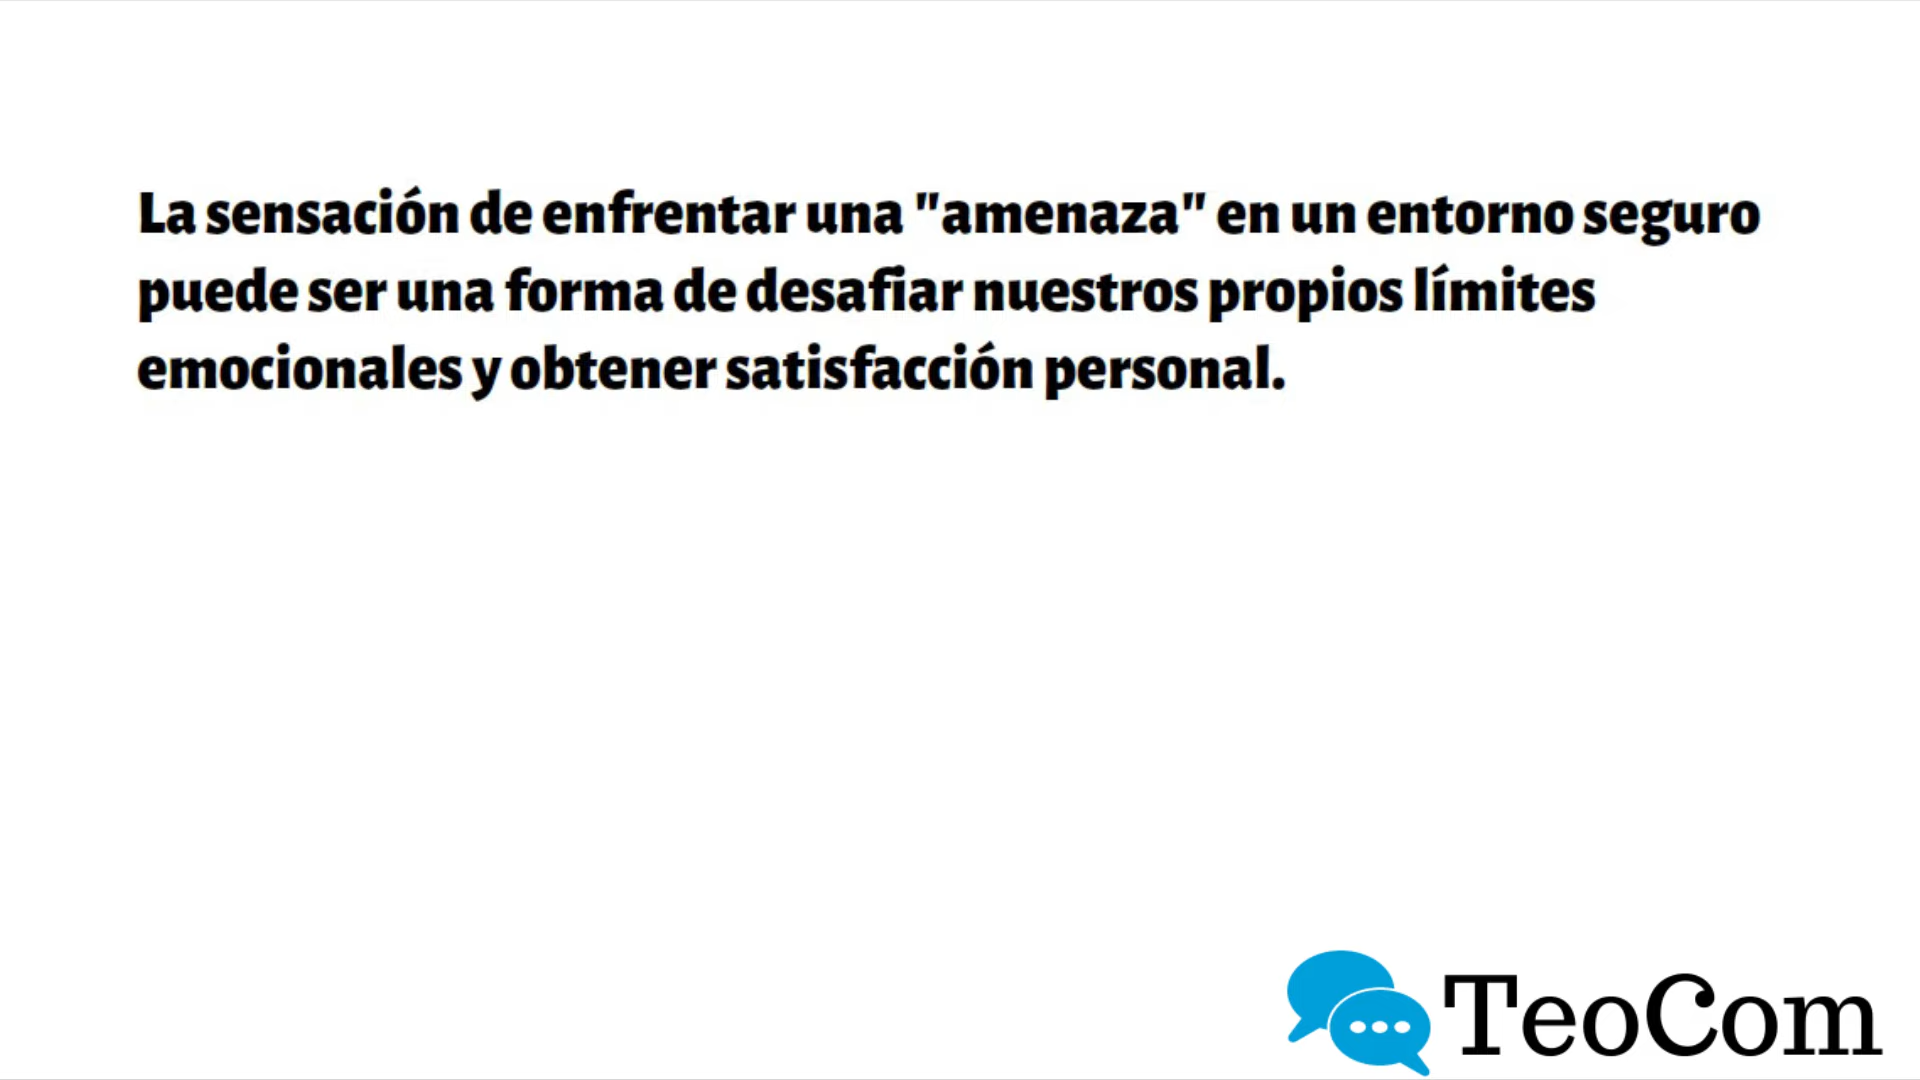 La sensación de enfrentar una "amenaza" en un entorno seguro
puede ser una forma de desafiar nuestros propios límites
emocionales y obtener satisfacción personal.
TeoCom